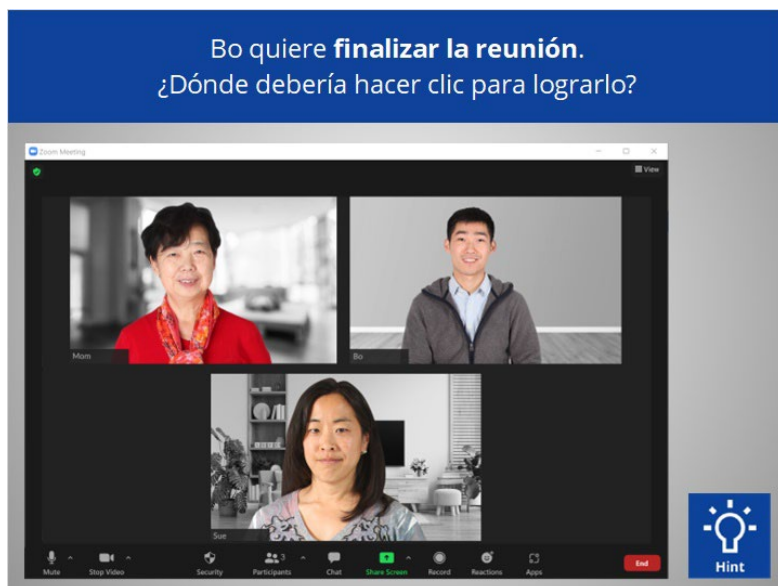 Bo quiere finalizar la reunión.
¿Dónde debería hacer clic para lograrlo?
Zoom Meeting
View
Mom
Bo
Sue
Mute
Stop Video
Security
Participants
3
Chat
Share Screen
Record
Reactions
Apps
End
Hint